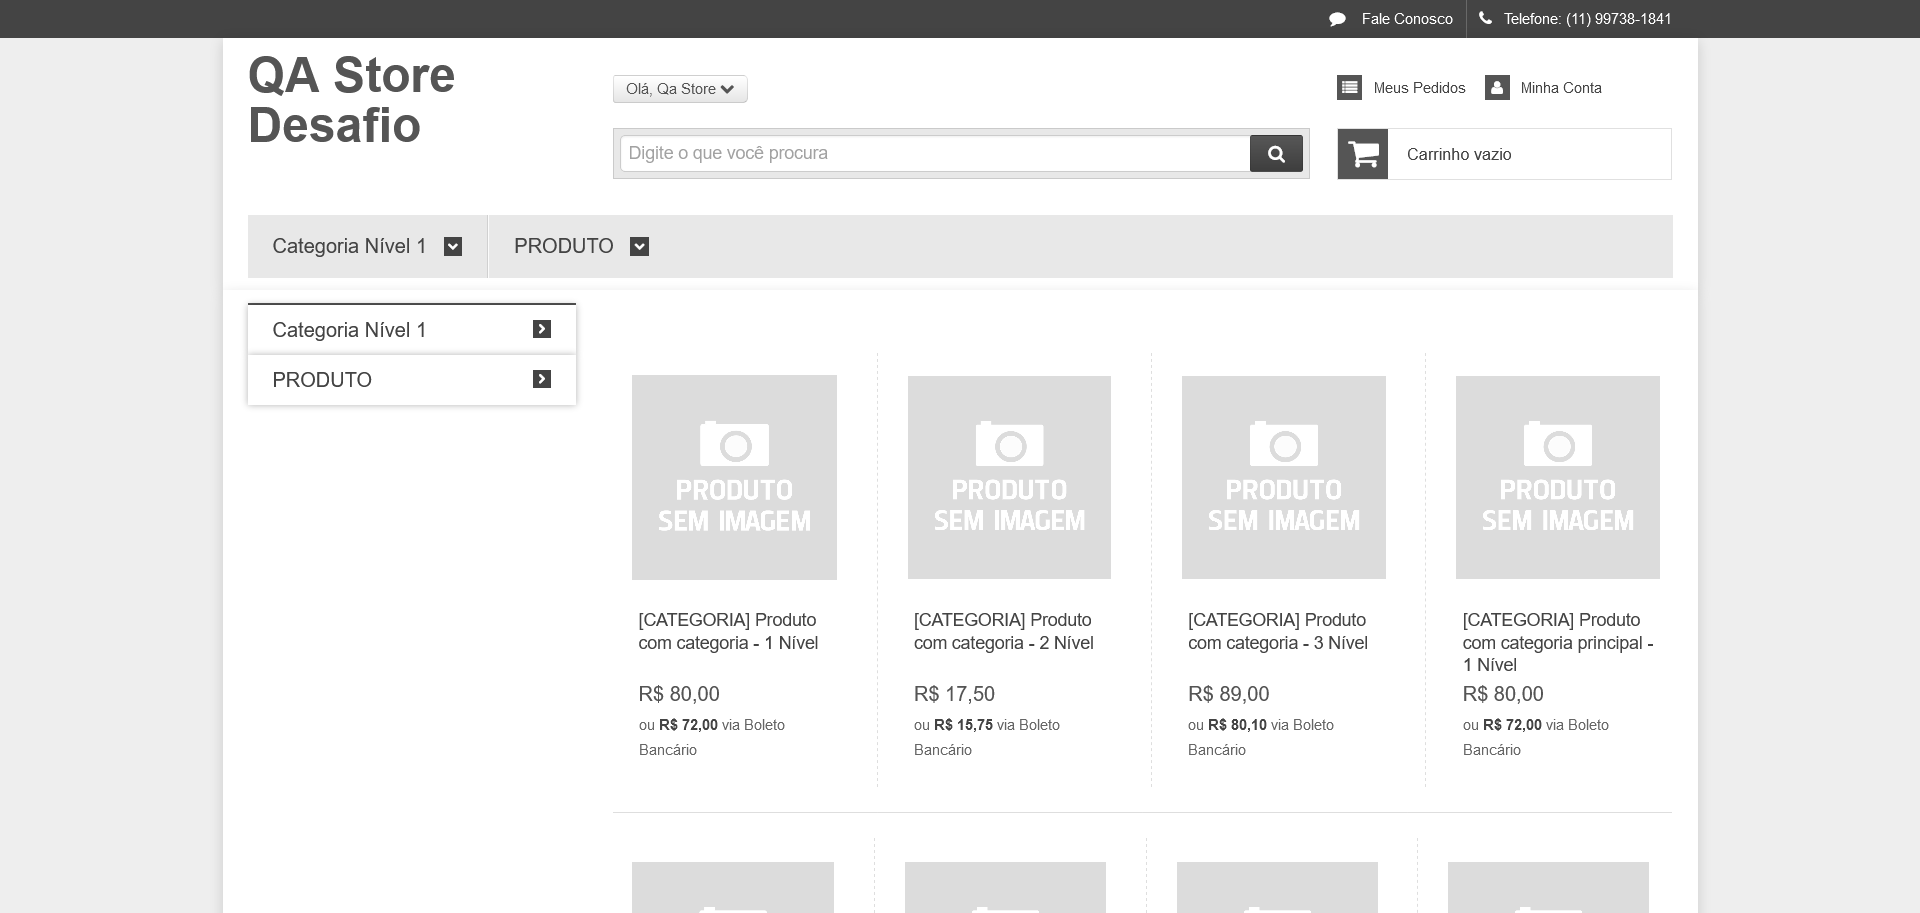 Fale Conosco
Telefone: (11) 99738-1841
QA Store
Desafio
Olá, Qa Store
Meus Pedidos
Minha Conta
Digite o que você procura
Carrinho vazio
Categoria Nível 1
PRODUTO
Categoria Nível 1
PRODUTO
PRODUTO
SEM IMAGEM
[CATEGORIA] Produto
com categoria - 1 Nível
R$ 80,00
ou R$ 72,00 via Boleto
Bancário
PRODUTO
SEM IMAGEM
[CATEGORIA] Produto
com categoria - 2 Nível
R$ 17,50
ou R$ 15,75 via Boleto
Bancário
PRODUTO
SEM IMAGEM
[CATEGORIA] Produto
com categoria - 3 Nível
R$ 89,00
ou R$ 80,10 via Boleto
Bancário
PRODUTO
SEM IMAGEM
[CATEGORIA] Produto
com categoria principal -
1 Nível
R$ 80,00
ou R$ 72,00 via Boleto
Bancário